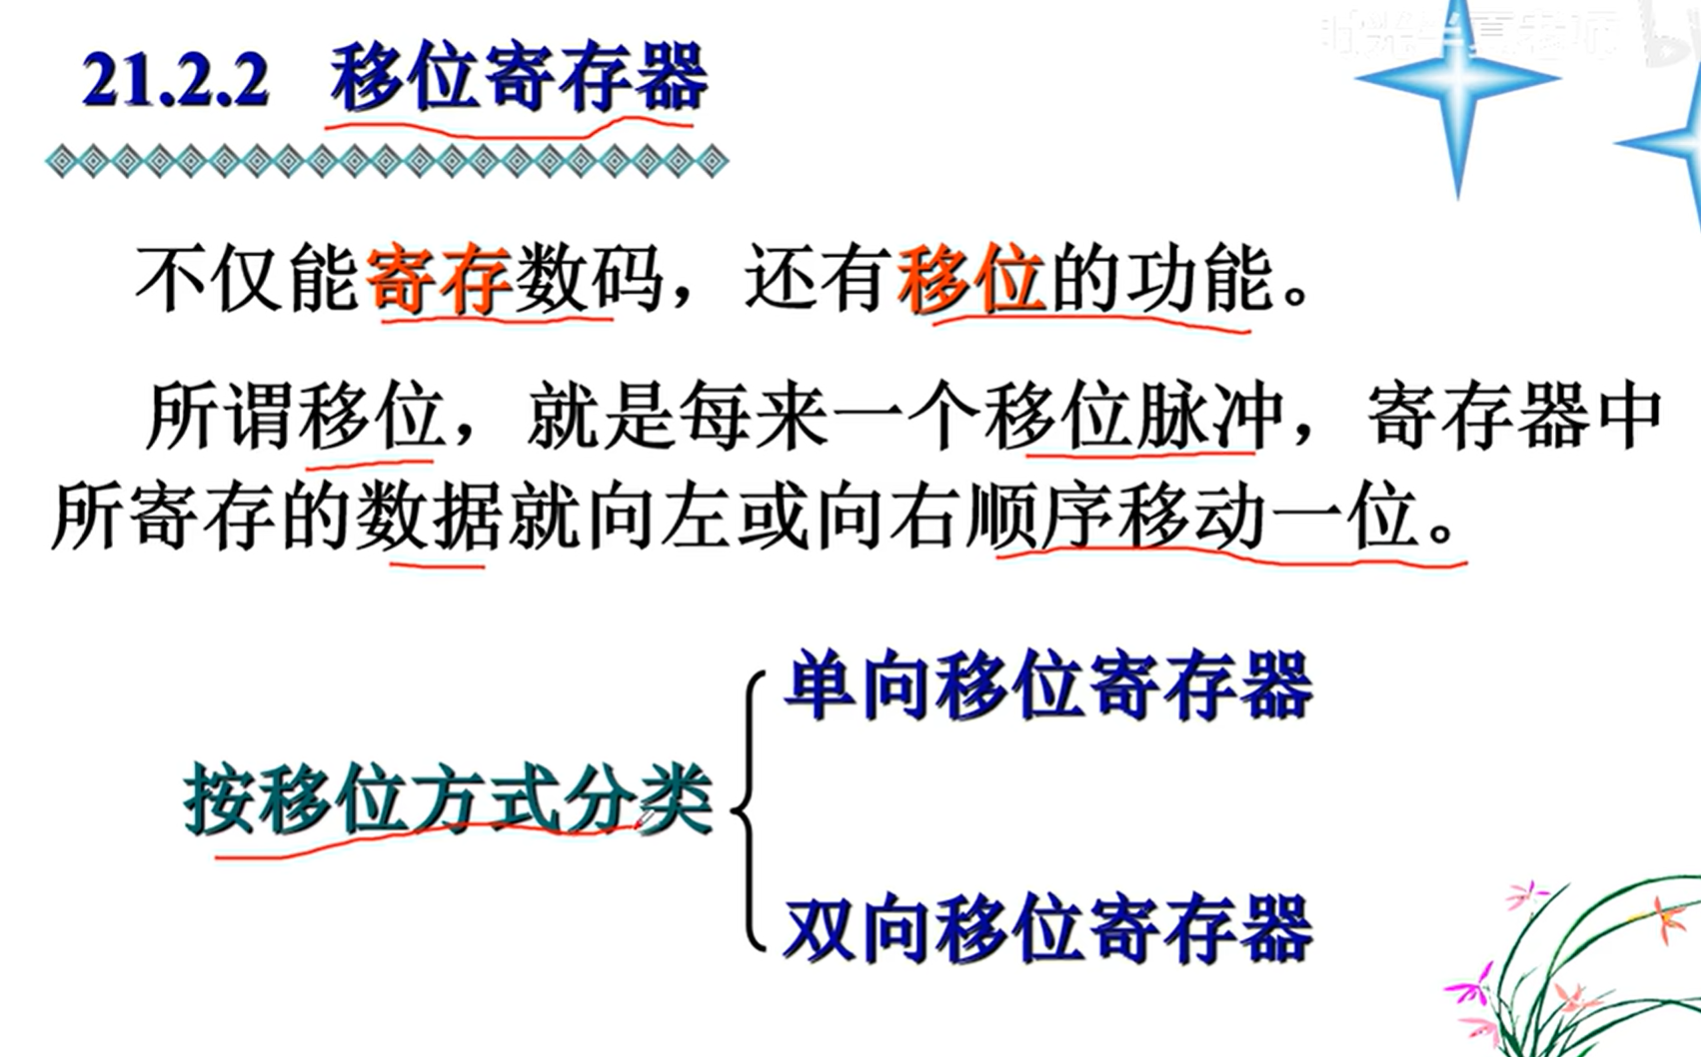 21.2.2 移位寄存器
不仅能寄存数码，还有移位的功能。
所谓移位，就是每来一个移位脉冲，寄存器中
所寄存的数据就向左或向右顺序移动一位。
单向移位寄存器
按移位方式分类
双向移位寄存器